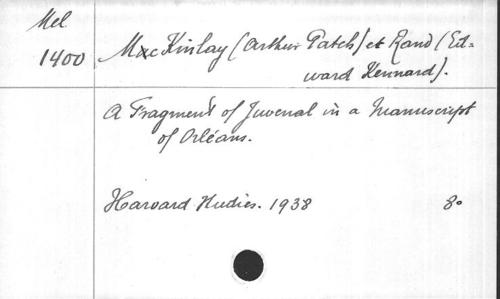 Mel
1400
MacKinlay (Arthur Patch) et Rand (Ed-
ward Kennard).
A Fragment of Juvenal in a Manuscript
of Orléans.
Harvard Studies. 1938 8º